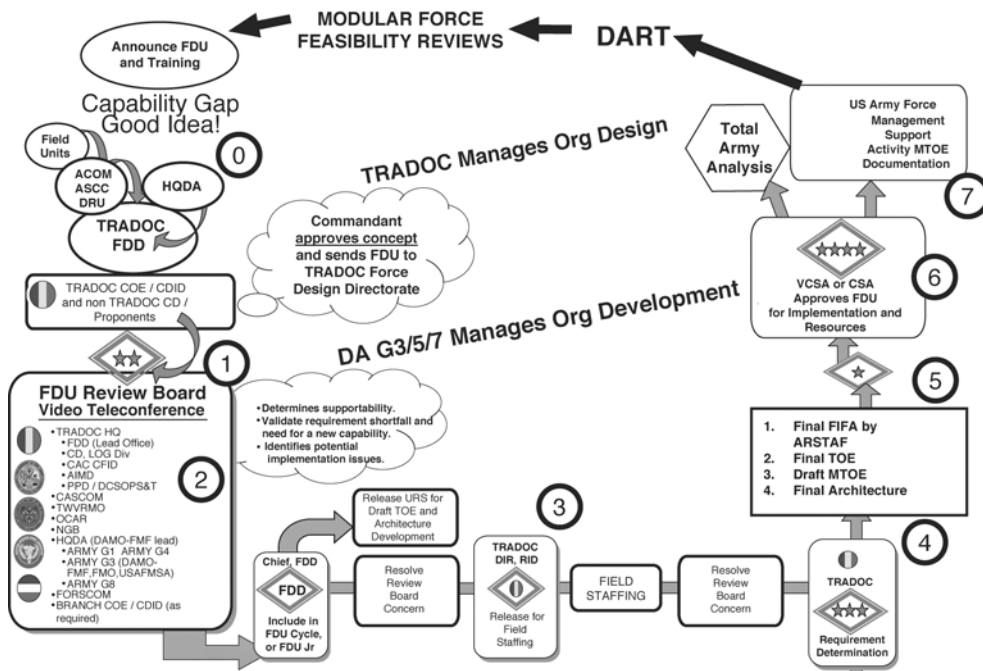 MODULAR FORCE
FEASIBILITY REVIEWS
DART
Announce FDU
and Training
Capability Gap
Good Idea!
Field
Units
ACOM
ASCC
DRU
HQDA
TRADOC
FDD
0
TRADOC COE / CDID
and non TRADOC CD /
Proponents
TRADOC Manages Org Design
Commandant
approves concept
and sends FDU to
TRADOC Force
Design Directorate
DA G3/5/7 Manages Org Development
1
FDU Review Board
Video Teleconference
•TRADOC HQ
•FDD (Lead Office)
•CD, LOG Div
•CAC CFID
•AIMD
•PPD / DCSOPS&T
•CASCOM
•TWVRMO
•OCAR
•NGB
•HQDA (DAMO-FMF lead)
•ARMY G1 ARMY G4
•ARMY G3 (DAMO-
FMF,FMO,USAFMSA)
•ARMY G8
•FORSCOM
•BRANCH COE / CDID (as
required)
2
•Determines supportability.
•Validate requirement shortfall and
need for a new capability.
• Identifies potential
implementation issues.
Release URS for
Draft TOE and
Architecture
Development
Chief, FDD
FDD
Include in
FDU Cycle,
or FDU Jr
Resolve
Review
Board
Concern
3
TRADOC
DIR, RID
Release for
Field
Staffing
FIELD
STAFFING
Resolve
Review
Board
Concern
4
TRADOC
Requirement
Determination
5
1. Final FIFA by
ARSTAF
2. Final TOE
3. Draft MTOE
4. Final Architecture
6
VCSA or CSA
Approves FDU
for Implementation and
Resources
Total
Army
Analysis
US Army Force
Management
Support
Activity MTOE
Documentation
7